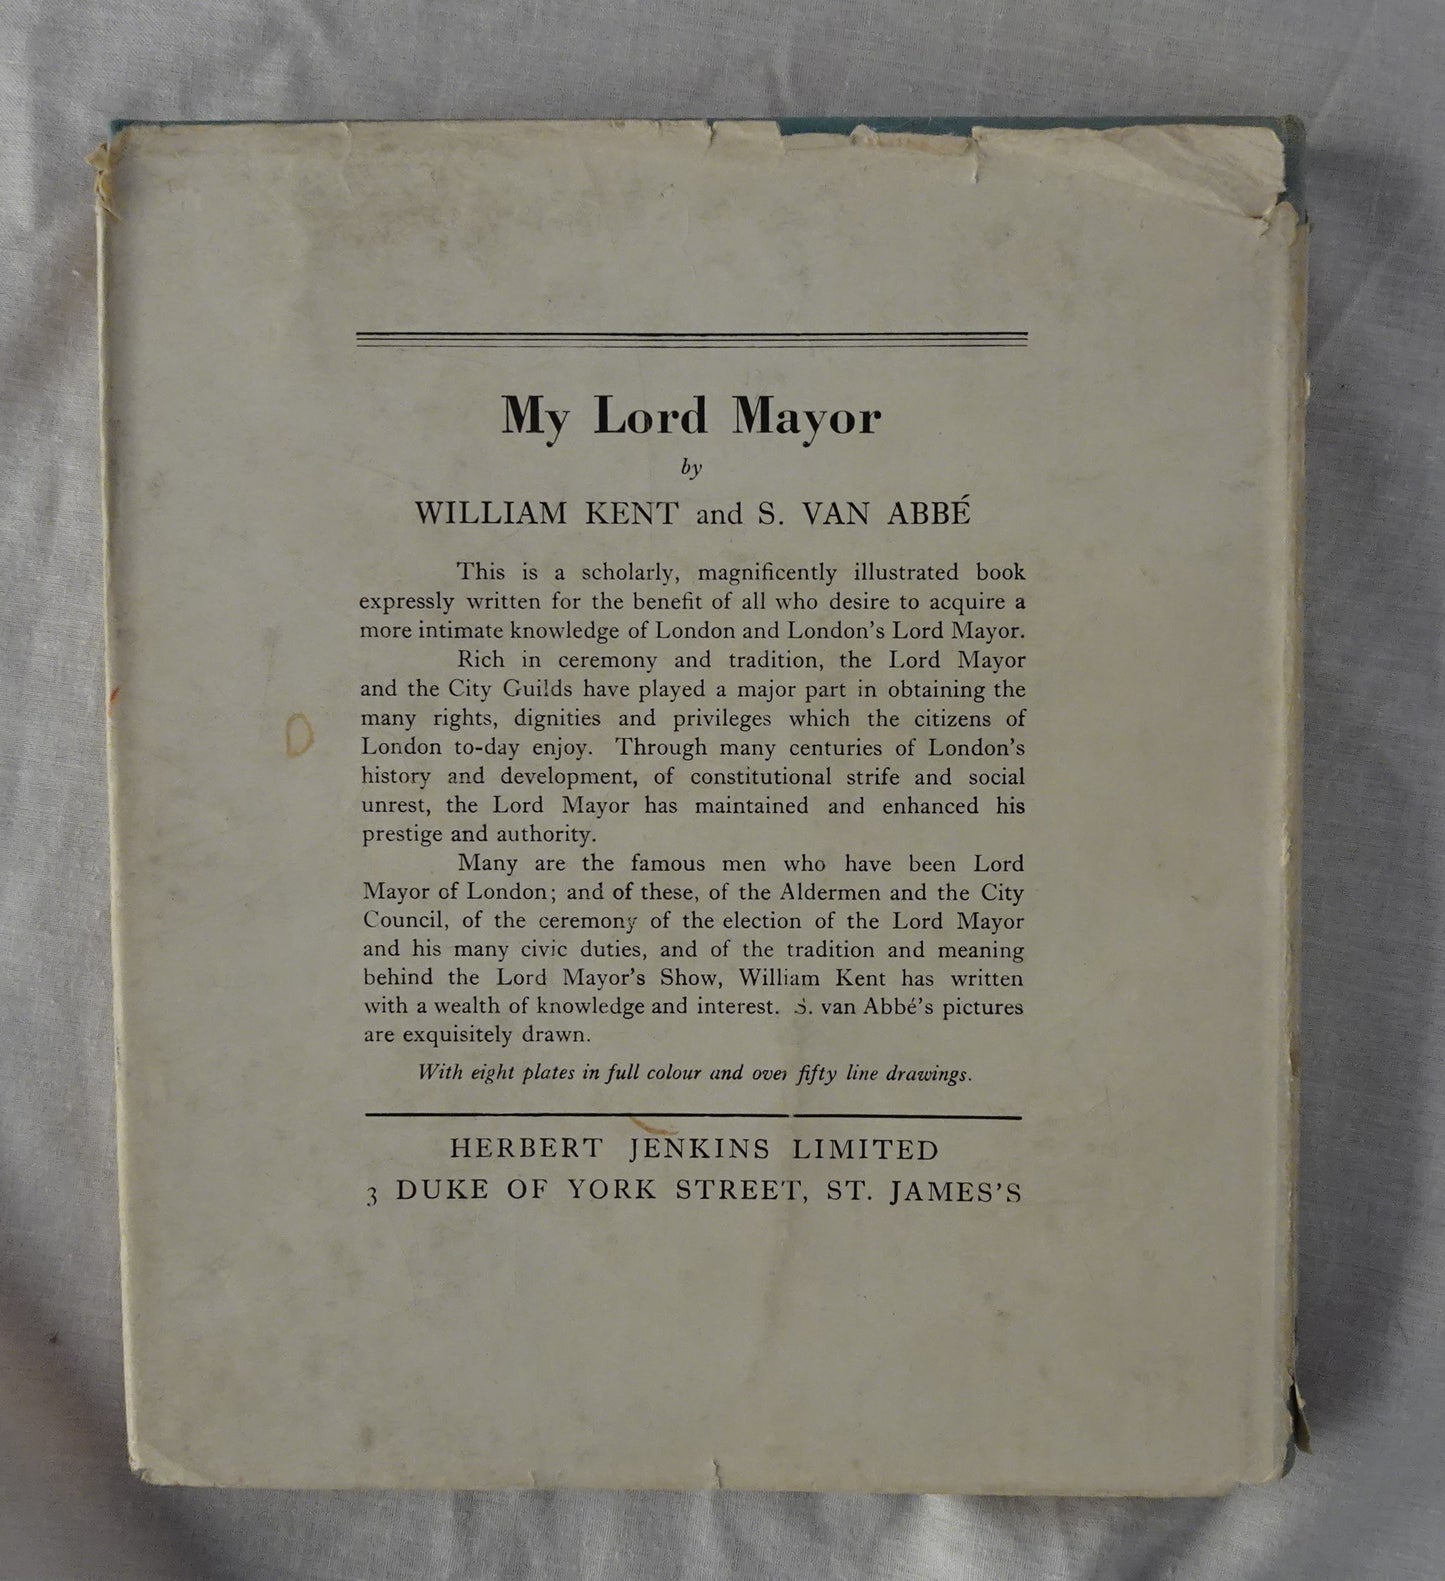 My Lord Mayor
by
WILLIAM KENT and S. VAN ABBÉ
This is a scholarly, magnificently illustrated book
expressly written for the benefit of all who desire to acquire a
more intimate knowledge of London and London's Lord Mayor.
Rich in ceremony and tradition, the Lord Mayor
and the City Guilds have played a major part in obtaining the
many rights, dignities and privileges which the citizens of
London to-day enjoy. Through many centuries of London's
history and development, of constitutional strife and social
unrest, the Lord Mayor has maintained and enhanced his
prestige and authority.
Many are the famous men who have been Lord
Mayor of London; and of these, of the Aldermen and the City
Council, of the ceremony of the election of the Lord Mayor
and his many civic duties, and of the tradition and meaning
behind the Lord Mayor's Show, William Kent has written
with a wealth of knowledge and interest. S. van Abbé's pictures
are exquisitely drawn.
With eight plates in full colour and over fifty line drawings.
HERBERT JENKINS LIMITED
3 DUKE OF YORK STREET, ST. JAMES'S